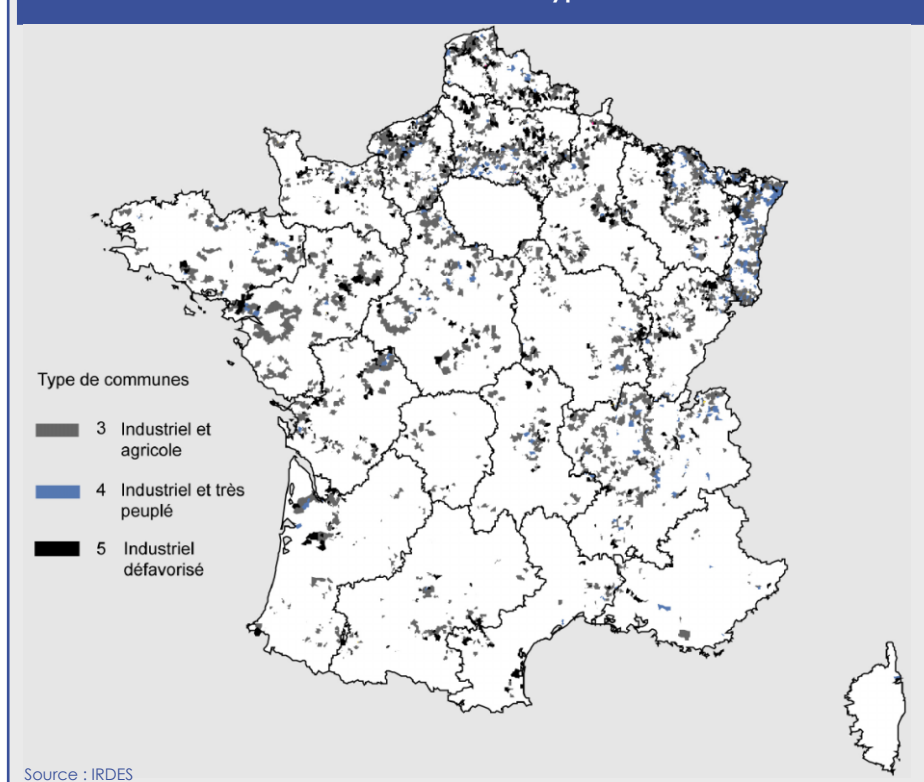 Type de communes
3 Industriel et
agricole
4 Industriel et très
peuplé
5 Industriel
défavorisé
Source : IRDES